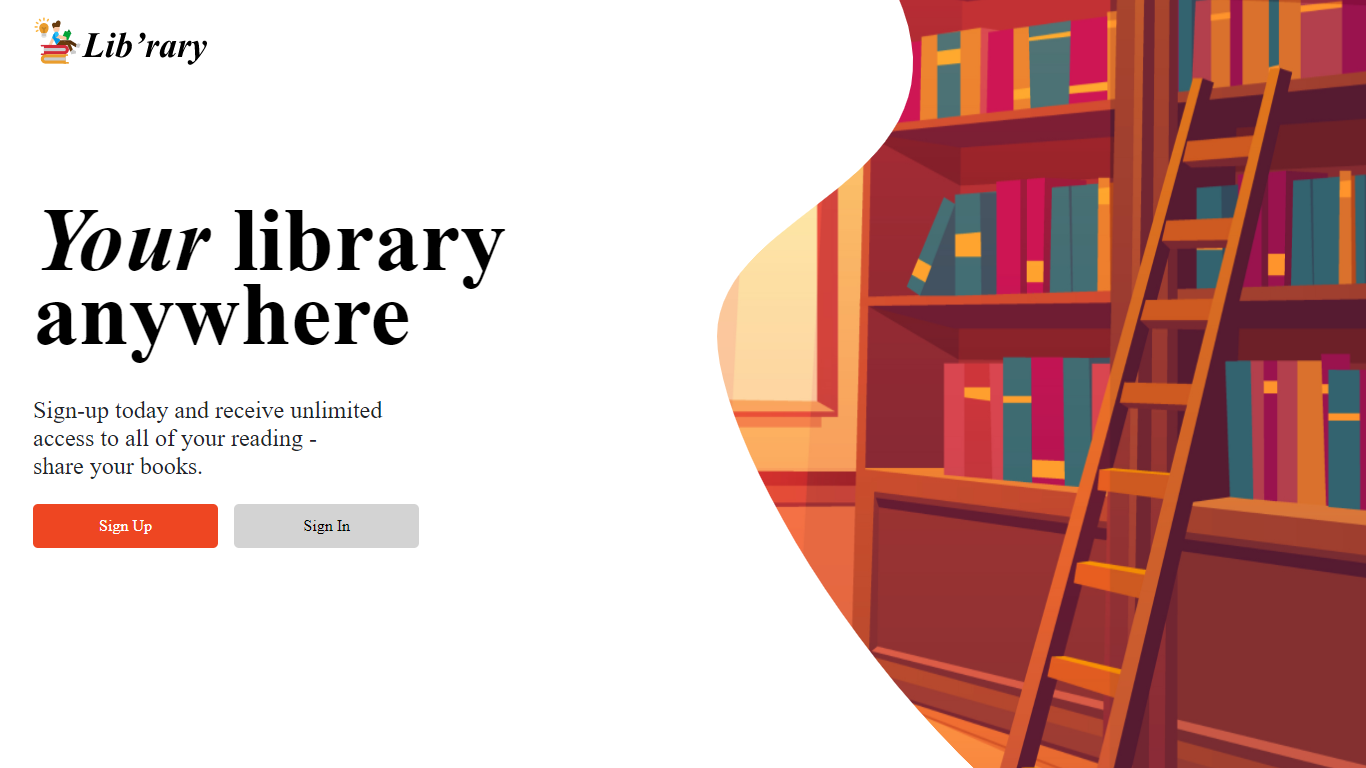 Lib’rary
Your library
anywhere
Sign-up today and receive unlimited
access to all of your reading -
share your books.
Sign Up
Sign In